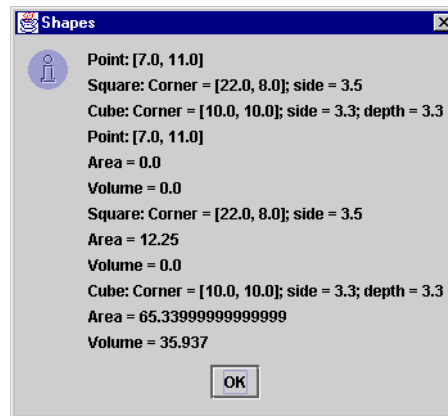 Shapes
Point: [7.0, 11.0]
Square: Corner = [22.0, 8.0]; side = 3.5
Cube: Corner = [10.0, 10.0]; side = 3.3; depth = 3.3
Point: [7.0, 11.0]
Area = 0.0
Volume = 0.0
Square: Corner = [22.0, 8.0]; side = 3.5
Area = 12.25
Volume = 0.0
Cube: Corner = [10.0, 10.0]; side = 3.3; depth = 3.3
Area = 65.33999999999999
Volume = 35.937
OK